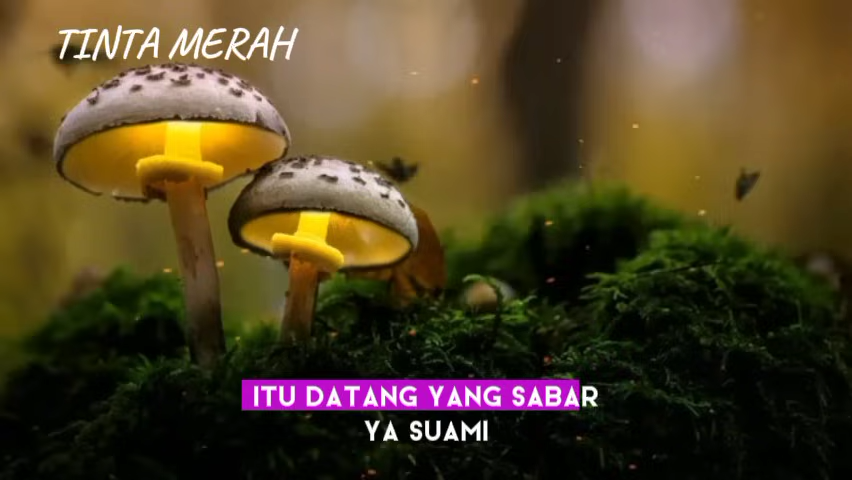 TINTA MERAH
ITU DATANG YANG SABAR
YA SUAMI